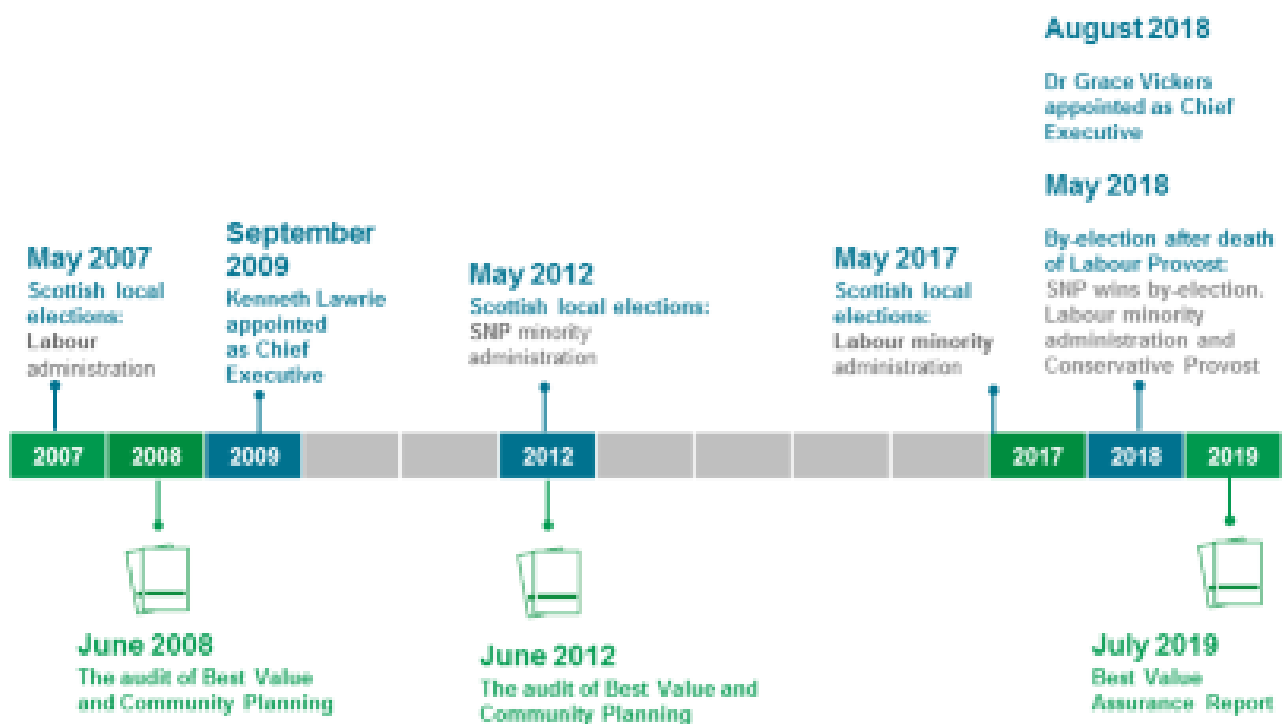 August 2018
Dr Grace Vickers
appointed as Chief
Executive
May 2018
By-election after death
of Labour Provost:
SNP wins by-election.
Labour minority
administration and
Conservative Provost
May 2007
Scottish local
elections:
Labour
administration
September
2009
Kenneth Lawrie
appointed
as Chief
Executive
May 2012
Scottish local elections:
SNP minority
administration
May 2017
Scottish local
elections:
Labour minority
administration
2007
2008
2009
2012
2017
2018
2019
June 2008
The audit of Best Value
and Community Planning
June 2012
The audit of Best Value and
Community Planning
July 2019
Best Value
Assurance Report